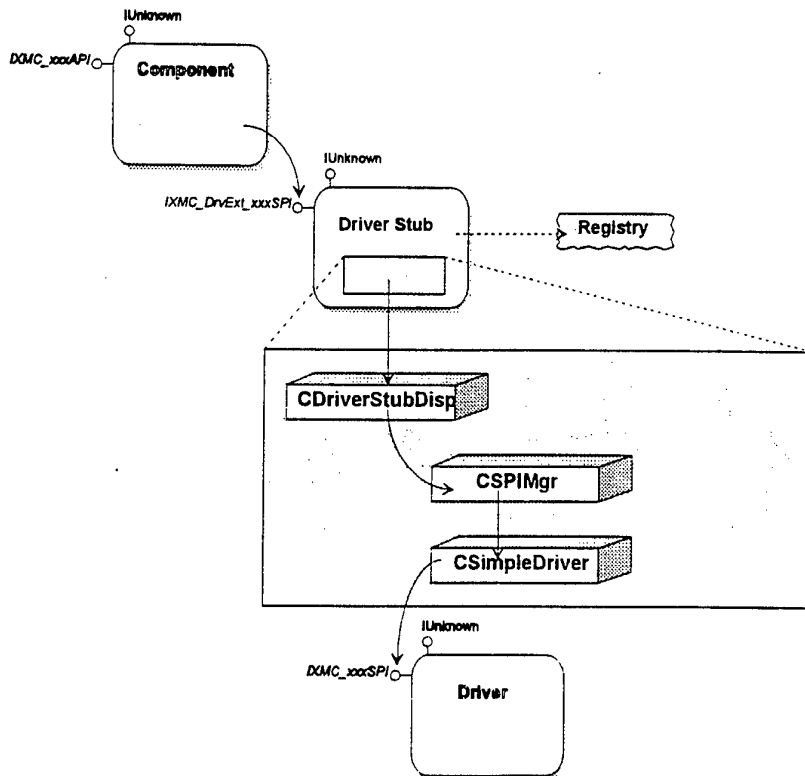 IUnknown
IXMC_xxxAPI
Component
IUnknown
IXMC_DrvExt_xxxSPI
Driver Stub
Registry
CDriverStubDisp
CSPIMgr
CSimpleDriver
IUnknown
IXMC_xxxSPI
Driver